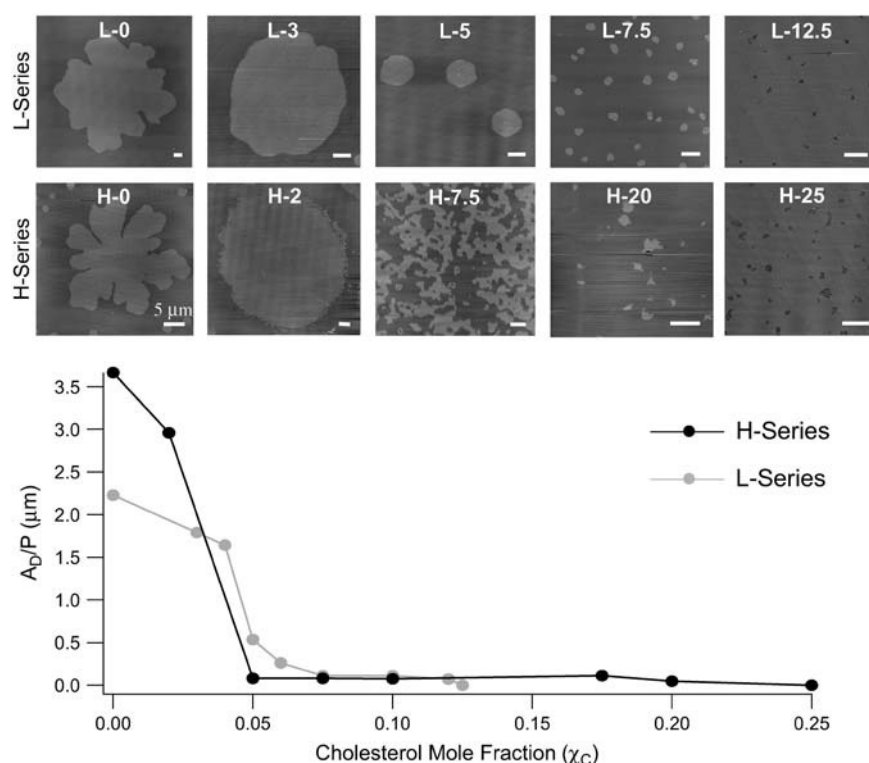 L-Series
L-0 L-3 L-5 L-7.5 L-12.5
H-Series
H-0 H-2 H-7.5 H-20 H-25
5 μm
3.5
3.0
2.5
2.0
1.5
1.0
0.5
0.0
A_D/P (μm)
H-Series
L-Series
0.00 0.05 0.10 0.15 0.20 0.25
Cholesterol Mole Fraction (χ_C)